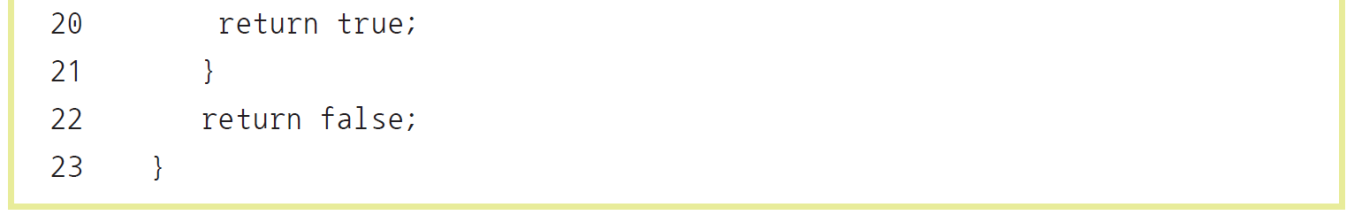 20        return true;
21       }
22       return false;
23    }